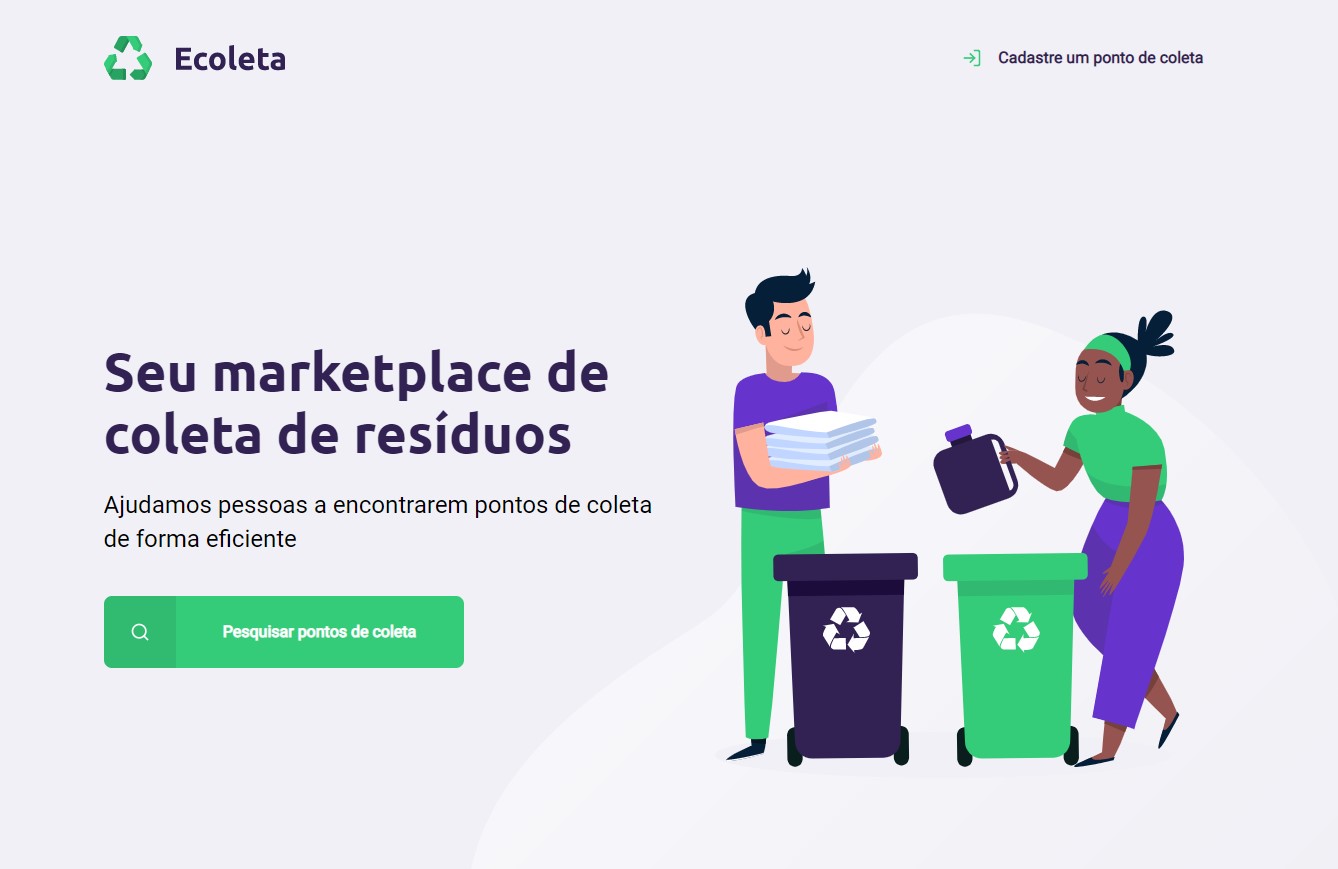 Ecoleta
Cadastre um ponto de coleta
Seu marketplace de
coleta de resíduos
Ajudamos pessoas a encontrarem pontos de coleta
de forma eficiente
Pesquisar pontos de coleta